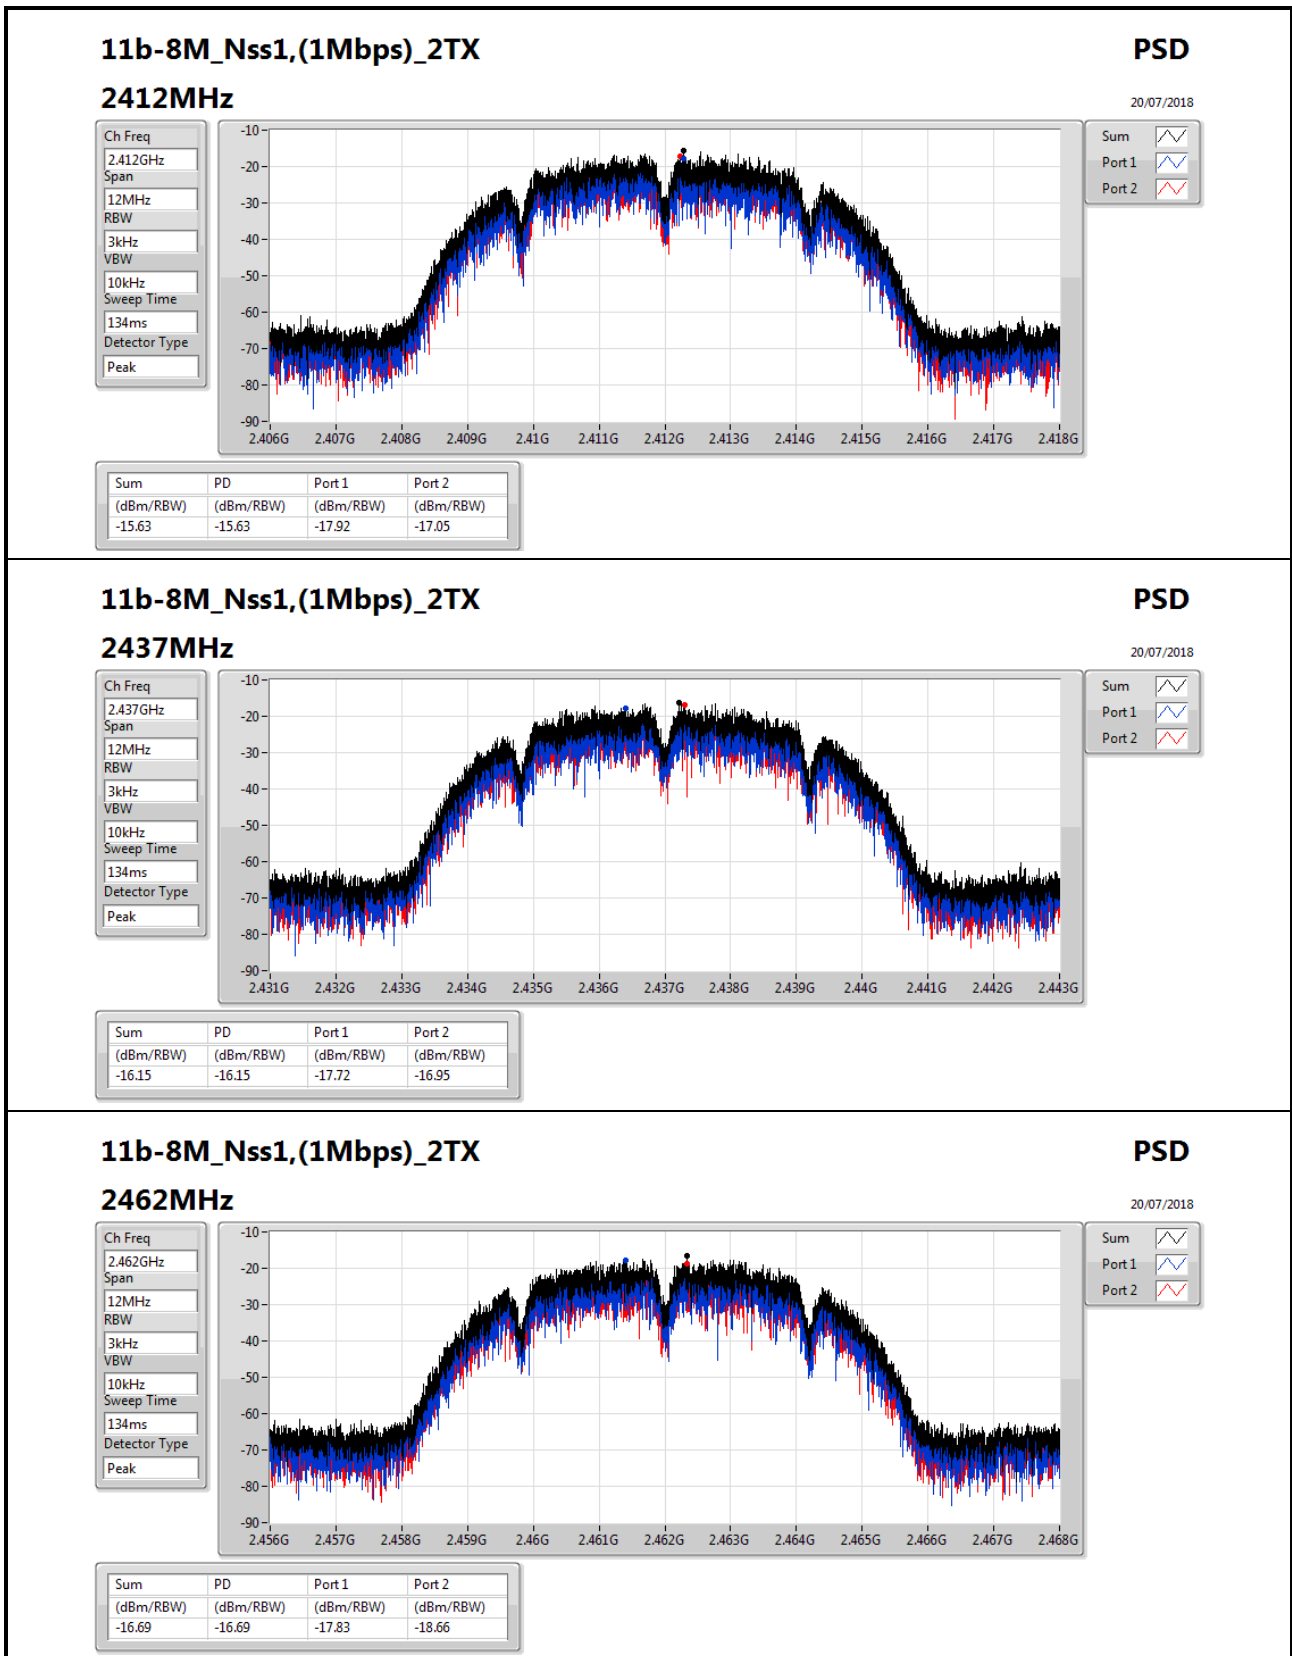 11b-8M_Nss1,(1Mbps)_2TX PSD
2412MHz 20/07/2018
Ch Freq
2.412GHz
Span
12MHz
RBW
3kHz
VBW
10kHz
Sweep Time
134ms
Detector Type
Peak
-10
-20
-30
-40
-50
-60
-70
-80
-90
2.406G 2.407G 2.408G 2.409G 2.41G 2.411G 2.412G 2.413G 2.414G 2.415G 2.416G 2.417G 2.418G
Sum
Port 1
Port 2
Sum PD Port 1 Port 2
(dBm/RBW) (dBm/RBW) (dBm/RBW) (dBm/RBW)
-15.63 -15.63 -17.92 -17.05
11b-8M_Nss1,(1Mbps)_2TX PSD
2437MHz 20/07/2018
Ch Freq
2.437GHz
Span
12MHz
RBW
3kHz
VBW
10kHz
Sweep Time
134ms
Detector Type
Peak
-10
-20
-30
-40
-50
-60
-70
-80
-90
2.431G 2.432G 2.433G 2.434G 2.435G 2.436G 2.437G 2.438G 2.439G 2.44G 2.441G 2.442G 2.443G
Sum
Port 1
Port 2
Sum PD Port 1 Port 2
(dBm/RBW) (dBm/RBW) (dBm/RBW) (dBm/RBW)
-16.15 -16.15 -17.72 -16.95
11b-8M_Nss1,(1Mbps)_2TX PSD
2462MHz 20/07/2018
Ch Freq
2.462GHz
Span
12MHz
RBW
3kHz
VBW
10kHz
Sweep Time
134ms
Detector Type
Peak
-10
-20
-30
-40
-50
-60
-70
-80
-90
2.456G 2.457G 2.458G 2.459G 2.46G 2.461G 2.462G 2.463G 2.464G 2.465G 2.466G 2.467G 2.468G
Sum
Port 1
Port 2
Sum PD Port 1 Port 2
(dBm/RBW) (dBm/RBW) (dBm/RBW) (dBm/RBW)
-16.69 -16.69 -17.83 -18.66